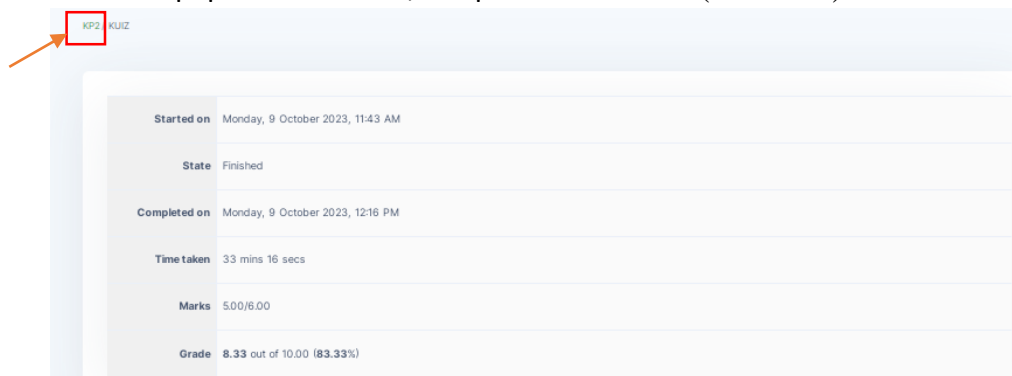 KP2 / KUIZ
Started on Monday, 9 October 2023, 11:43 AM
State Finished
Completed on Monday, 9 October 2023, 12:16 PM
Time taken 33 mins 16 secs
Marks 5.00/6.00
Grade 8.33 out of 10.00 (83.33%)